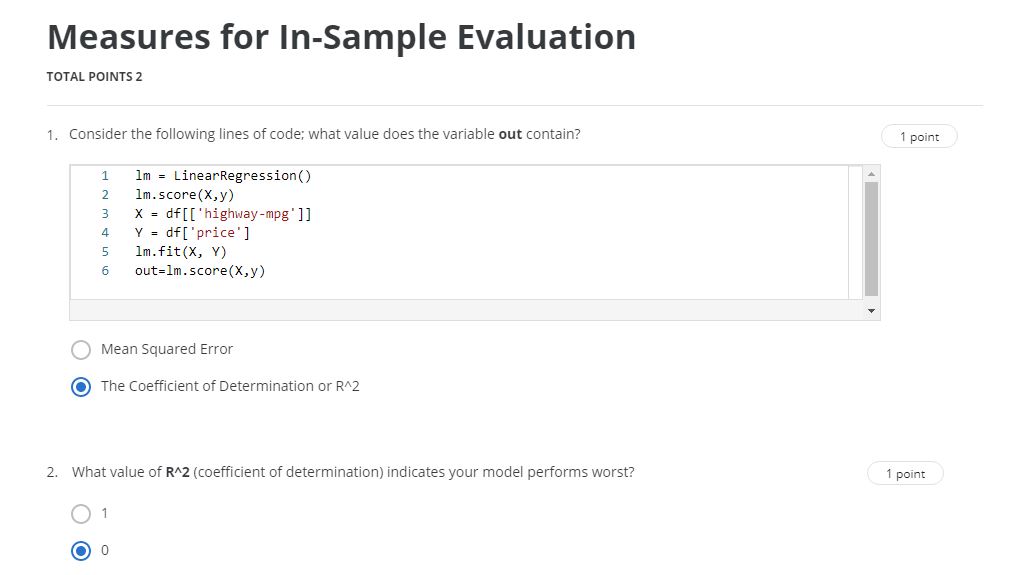 Measures for In-Sample Evaluation
TOTAL POINTS 2
1. Consider the following lines of code; what value does the variable out contain?
1 point
1 lm = LinearRegression()
2 lm.score(X,y)
3 X = df[['highway-mpg']]
4 Y = df['price']
5 lm.fit(X, Y)
6 out=lm.score(X,y)
Mean Squared Error
The Coefficient of Determination or R^2
2. What value of R^2 (coefficient of determination) indicates your model performs worst?
1 point
1
0